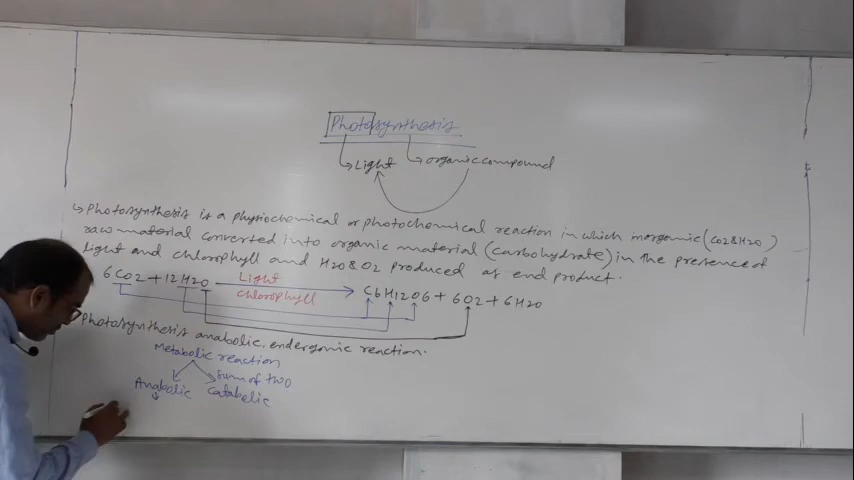 Photosynthesis
Light organic compound
Photosynthesis is a physiochemical or photochemical reaction in which inorganic (CO2&H2O)
raw material converted into organic material (carbohydrate) in the presence of
Light and chlorophyll and H2O&O2 produced as end product.
6CO2+12H2O Light chlorophyll C6H12O6+6O2+6H2O
Photosynthesis anabolic, endergonic reaction.
Metabolic reaction
sum of two
Anabolic Catabolic